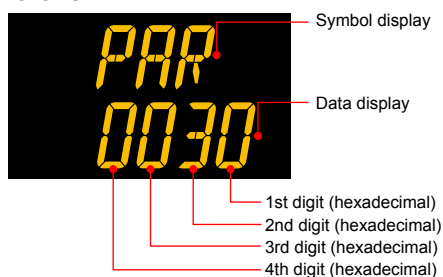 PAR
Symbol display
0030
Data display
1st digit (hexadecimal)
2nd digit (hexadecimal)
3rd digit (hexadecimal)
4th digit (hexadecimal)